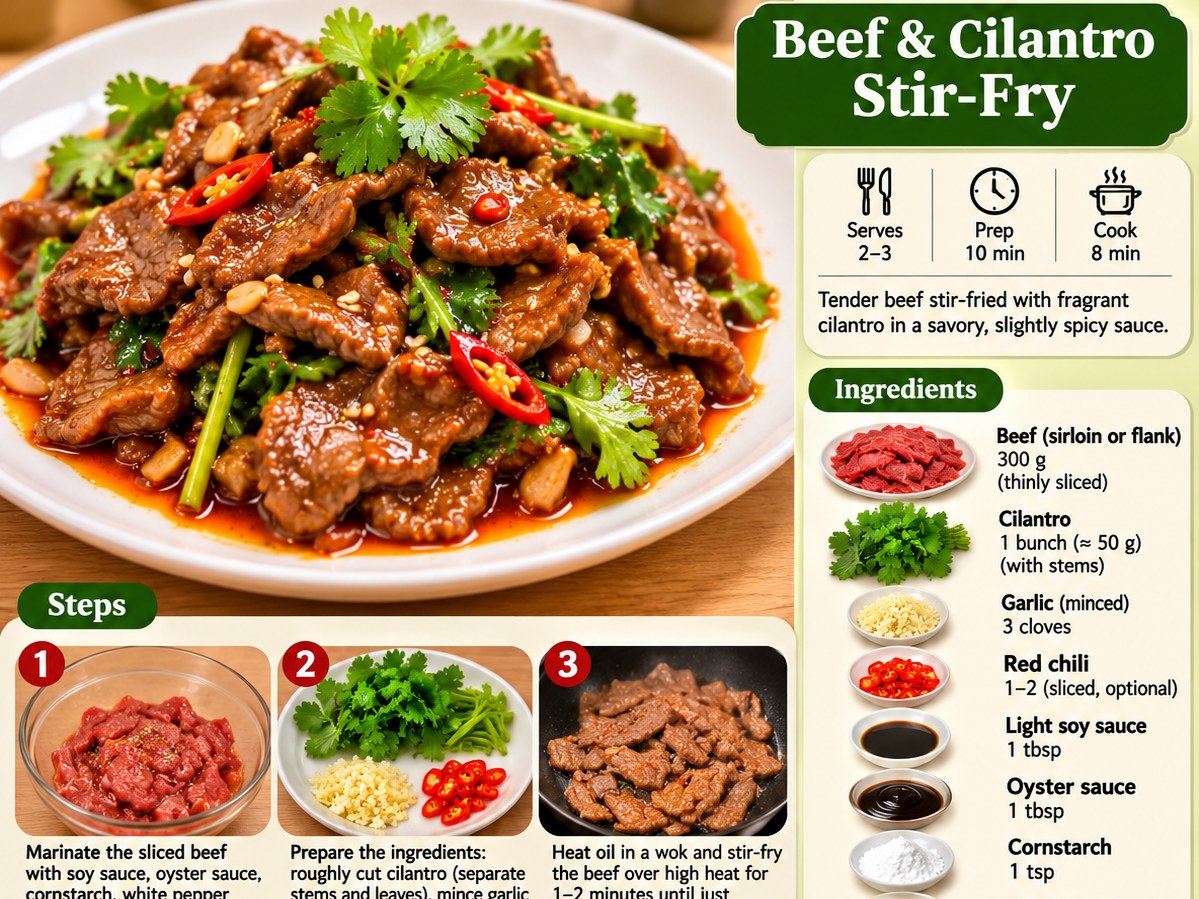 Beef & Cilantro
Stir-Fry
Serves
2–3
Prep
10 min
Cook
8 min
Tender beef stir-fried with fragrant
cilantro in a savory, slightly spicy sauce.
Ingredients
Beef (sirloin or flank)
300 g
(thinly sliced)
Cilantro
1 bunch (≈ 50 g)
(with stems)
Garlic (minced)
3 cloves
Red chili
1–2 (sliced, optional)
Light soy sauce
1 tbsp
Oyster sauce
1 tbsp
Cornstarch
1 tsp
Steps
1
Marinate the sliced beef
with soy sauce, oyster sauce,
cornstarch, white pepper
2
Prepare the ingredients:
roughly cut cilantro (separate
stems and leaves), mince garlic
3
Heat oil in a wok and stir-fry
the beef over high heat for
1–2 minutes until just